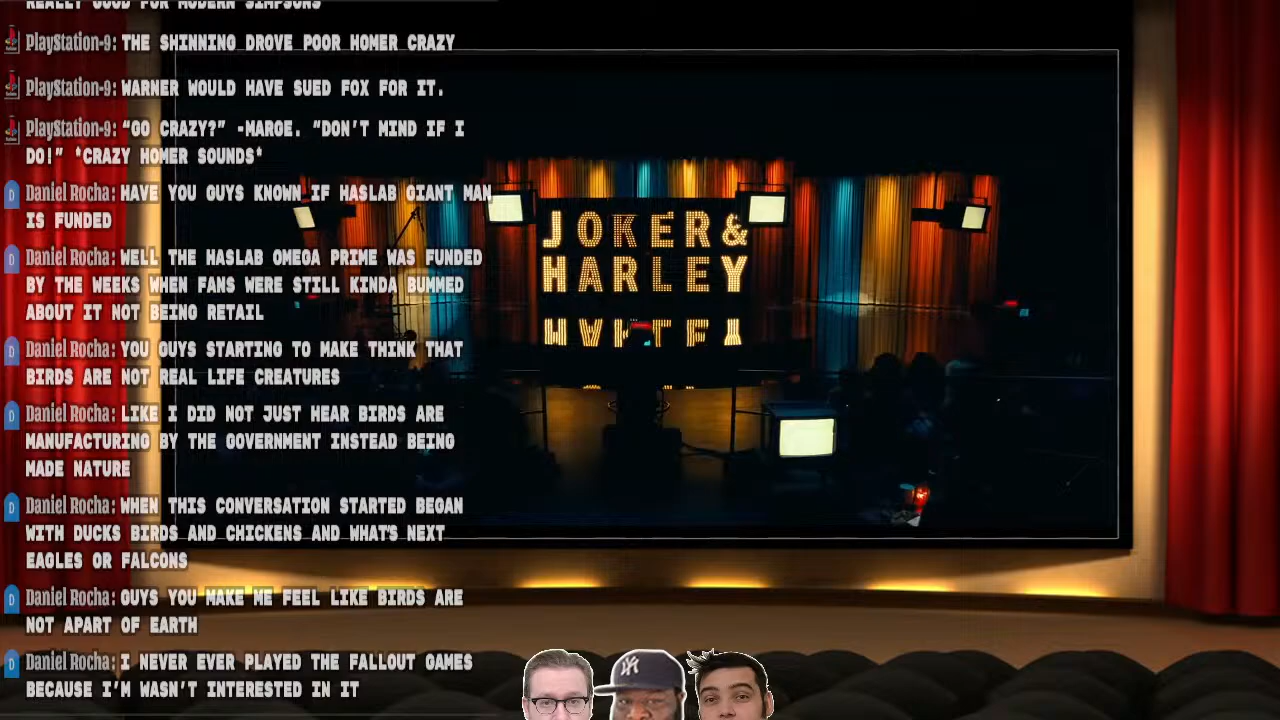 REALLY GOOD FOR MODERN SIMPSONS
PlayStation-9: THE SHINNING DROVE POOR HOMER CRAZY
PlayStation-9: WARNER WOULD HAVE SUED FOX FOR IT.
PlayStation-9: “GO CRAZY?” -MARGE. “DON'T MIND IF I
DO!” *CRAZY HOMER SOUNDS*
D Daniel Rocha: HAVE YOU GUYS KNOWN IF HASLAB GIANT MAN
IS FUNDED
D Daniel Rocha: WELL THE HASLAB OMEGA PRIME WAS FUNDED
BY THE WEEKS WHEN FANS WERE STILL KINDA BUMMED
ABOUT IT NOT BEING RETAIL
D Daniel Rocha: YOU GUYS STARTING TO MAKE THINK THAT
BIRDS ARE NOT REAL LIFE CREATURES
D Daniel Rocha: LIKE I DID NOT JUST HEAR BIRDS ARE
MANUFACTURING BY THE GOVERNMENT INSTEAD BEING
MADE NATURE
D Daniel Rocha: WHEN THIS CONVERSATION STARTED BEGAN
WITH DUCKS BIRDS AND CHICKENS AND WHAT'S NEXT
EAGLES OR FALCONS
D Daniel Rocha: GUYS YOU MAKE ME FEEL LIKE BIRDS ARE
NOT APART OF EARTH
D Daniel Rocha: I NEVER EVER PLAYED THE FALLOUT GAMES
BECAUSE I'M WASN'T INTERESTED IN IT
JOKER &
HARLEY
NY